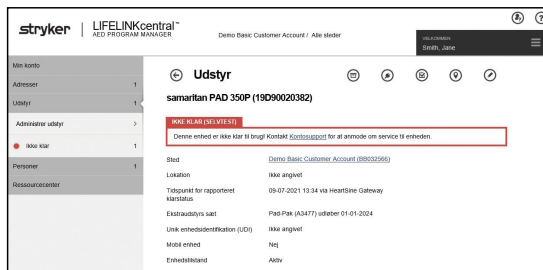 stryker
LIFELINKcentral™
AED PROGRAM MANAGER
Demo Basic Customer Account / Alle steder
VELKOMMEN
Smith, Jane
Min konto
Adresser 1
Udstyr 1
Administrer udstyr
Ikke klar 1
Personer 1
Ressourcecenter
Udstyr
samaritan PAD 350P (19D90020382)
IKKE KLAR (SELVTEST)
Denne enhed er ikke klar til brug! Kontakt Kontosupport for at anmode om service til enheden.
Sted Demo Basic Customer Account (BB032566)
Lokation Ikke angivet
Tidspunkt for rapporteret klarstatus 09-07-2021 13:34 via HeartSine Gateway
Ekstraudstyrs sæt Pad-Pak (A3477) udløber 01-01-2024
Unik enhedsidentifikation (UDI) Ikke angivet
Mobil enhed Nej
Enhedstilstand Aktiv